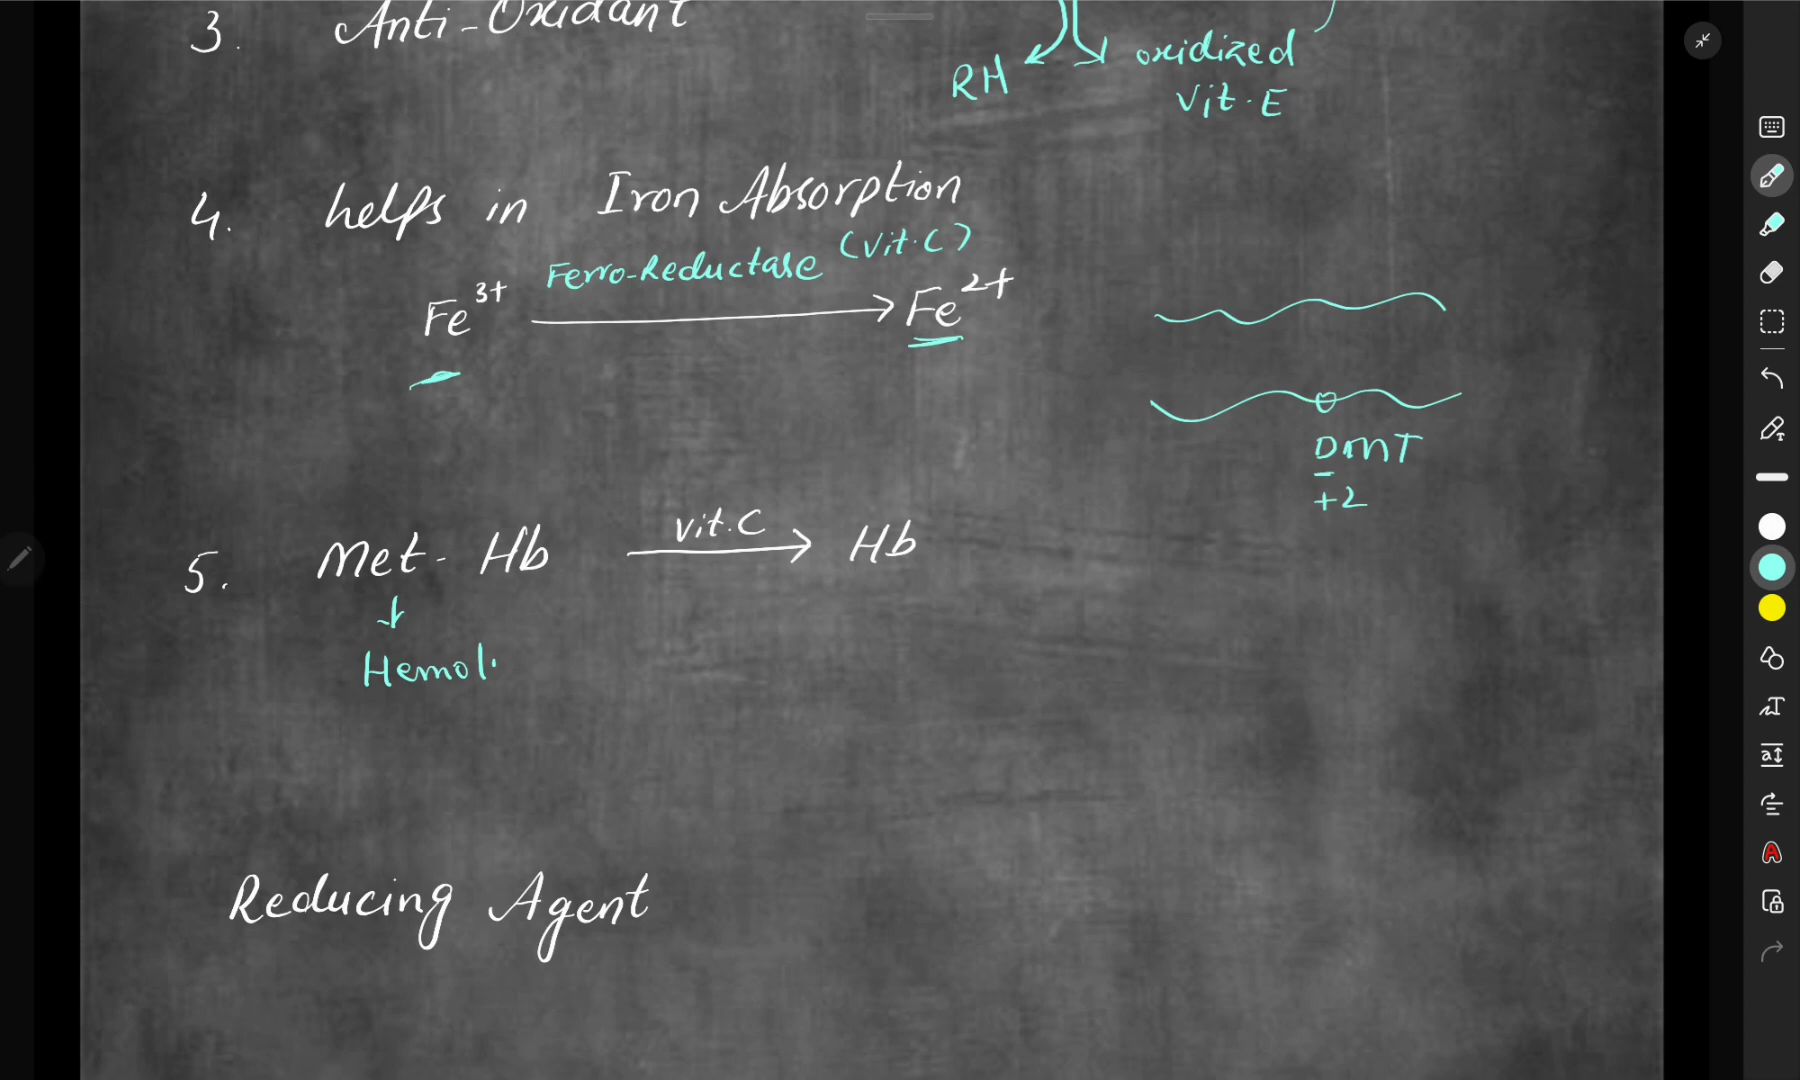 3. Anti-Oxidant
RH
oxidized
Vit. E
4. helps in Iron Absorption
Ferro-Reductase (Vit. C)
Fe3+ → Fe2+
DMT
+2
5. Met-Hb Vit. C → Hb
Hemol.
Reducing Agent